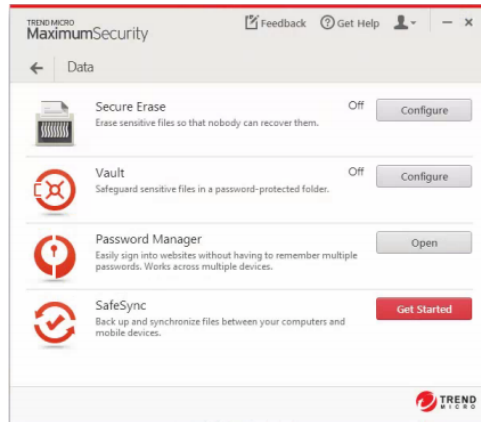 TREND MICRO
MaximumSecurity
Feedback
Get Help
Data
Secure Erase
Off
Configure
Erase sensitive files so that nobody can recover them.
Vault
Off
Configure
Safeguard sensitive files in a password-protected folder.
Password Manager
Open
Easily sign into websites without having to remember multiple
passwords. Works across multiple devices.
SafeSync
Get Started
Back up and synchronize files between your computers and
mobile devices.
TREND
MICRO